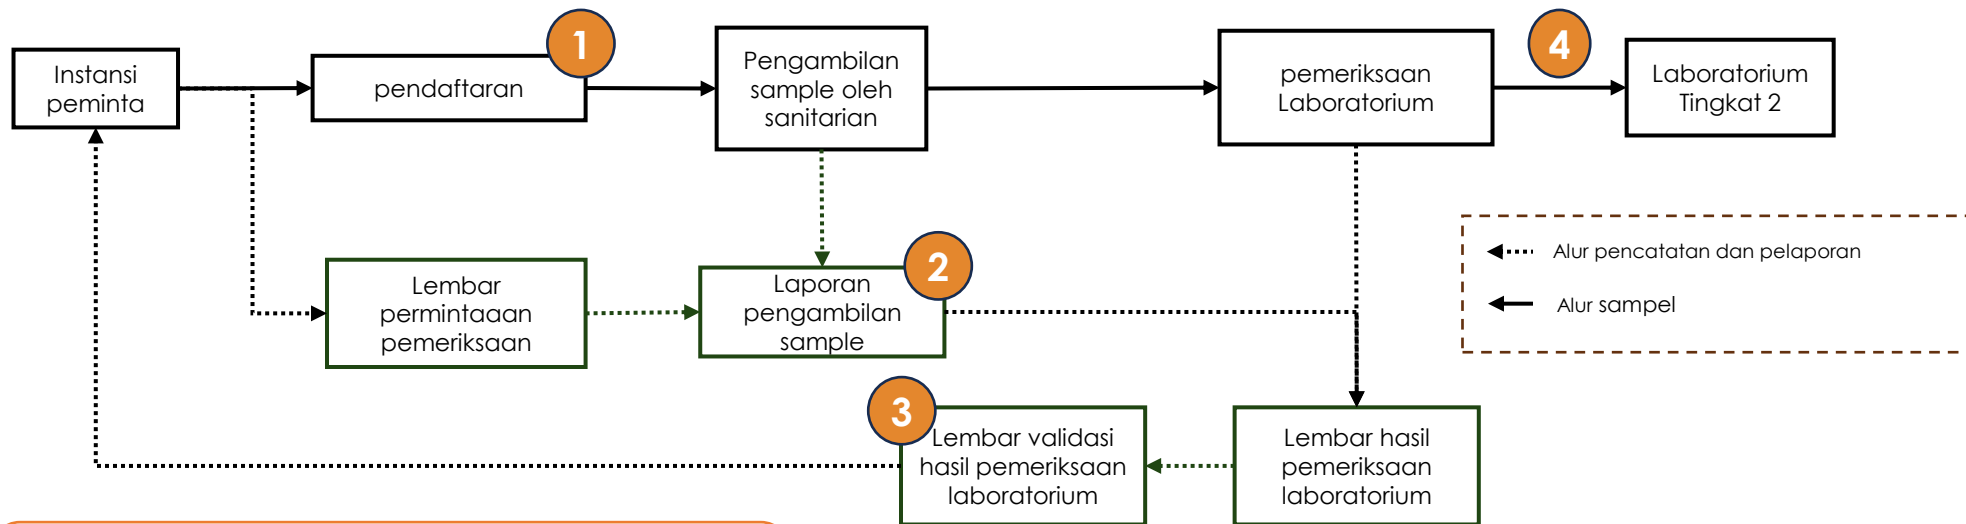 1
4
Instansi
peminta
pendaftaran
Pengambilan
sample oleh
sanitarian
pemeriksaan
Laboratorium
Laboratorium
Tingkat 2
Alur pencatatan dan pelaporan
Alur sampel
2
Lembar
permintaaan
pemeriksaan
Laporan
pengambilan
sample
3
Lembar validasi
hasil pemeriksaan
laboratorium
Lembar hasil
pemeriksaan
laboratorium